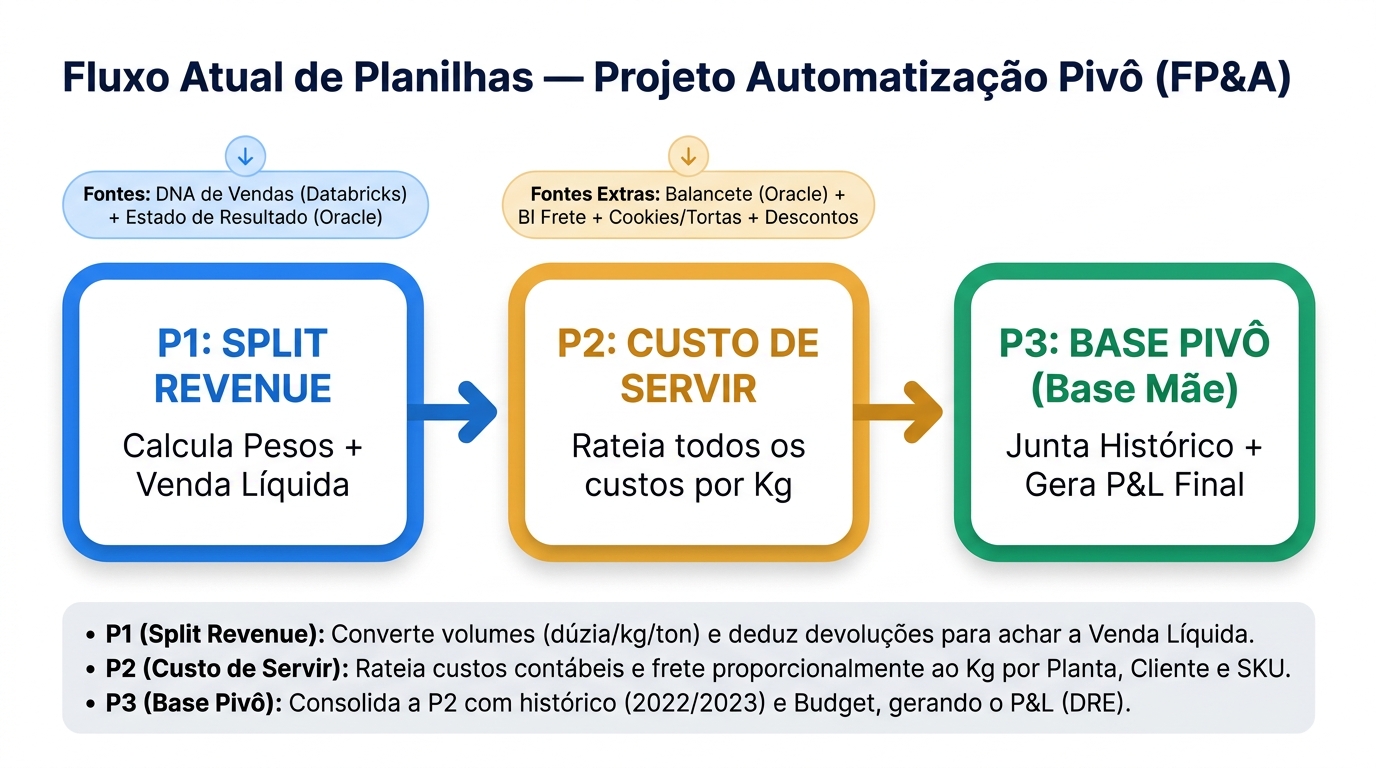 Fluxo Atual de Planilhas — Projeto Automatização Pivô (FP&A)
Fontes: DNA de Vendas (Databricks)
+ Estado de Resultado (Oracle)
Fontes Extras: Balancete (Oracle) +
BI Frete + Cookies/Tortas + Descontos
P1: SPLIT
REVENUE
Calcula Pesos +
Venda Líquida
P2: CUSTO DE
SERVIR
Rateia todos os
custos por Kg
P3: BASE PIVÔ
(Base Mãe)
Junta Histórico +
Gera P&L Final
• P1 (Split Revenue): Converte volumes (dúzia/kg/ton) e deduz devoluções para achar a Venda Líquida.
• P2 (Custo de Servir): Rateia custos contábeis e frete proporcionalmente ao Kg por Planta, Cliente e SKU.
• P3 (Base Pivô): Consolida a P2 com histórico (2022/2023) e Budget, gerando o P&L (DRE).